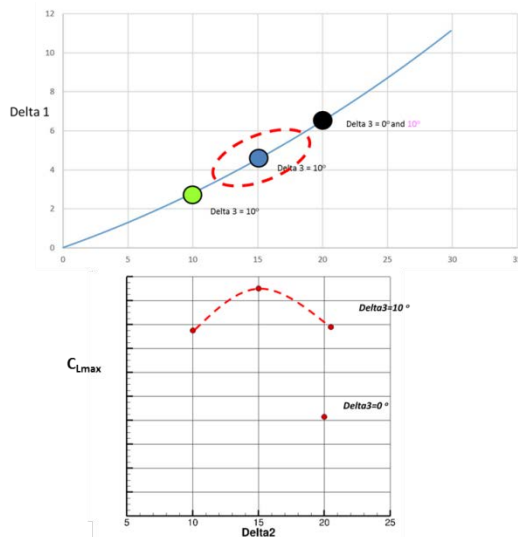 12
10
8
Delta 1
6
Delta 3 = 0° and 10°
4
Delta 3 = 10°
2
Delta 3 = 10°
0
0 5 10 15 20 25 30 35
Delta3=10 °
CLmax
Delta3=0 °
5 10 15 20 25
Delta2